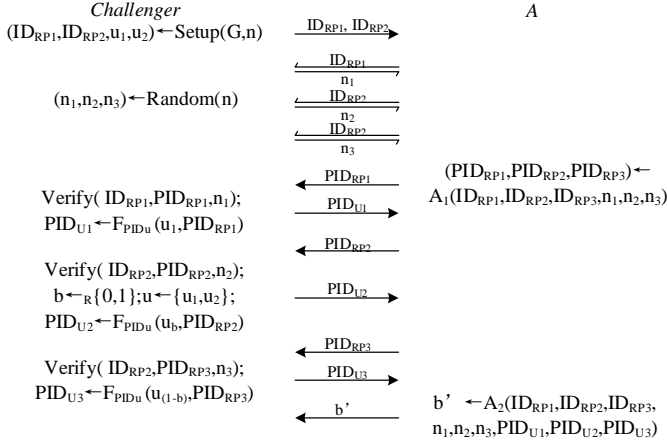 Challenger A
(ID_RP1,ID_RP2,u_1,u_2)←Setup(G,n) ID_RP1, ID_RP2
ID_RP1
n_1
(n_1,n_2,n_3)←Random(n) ID_RP2
n_2
ID_RP2
n_3
PID_RP1 (PID_RP1,PID_RP2,PID_RP3)←
Verify( ID_RP1,PID_RP1,n_1); PID_U1 A_1(ID_RP1,ID_RP2,ID_RP3,n_1,n_2,n_3)
PID_U1←F_PIDu(u_1,PID_RP1)
PID_RP2
Verify( ID_RP2,PID_RP2,n_2);
b←_R{0,1};u←{u_1,u_2}; PID_U2
PID_U2←F_PIDu(u_b,PID_RP2)
PID_RP3
Verify( ID_RP2,PID_RP3,n_3);
PID_U3←F_PIDu(u_(1-b),PID_RP3) PID_U3
b’ b’ ←A_2(ID_RP1,ID_RP2,ID_RP3,
n_1,n_2,n_3,PID_U1,PID_U2,PID_U3)